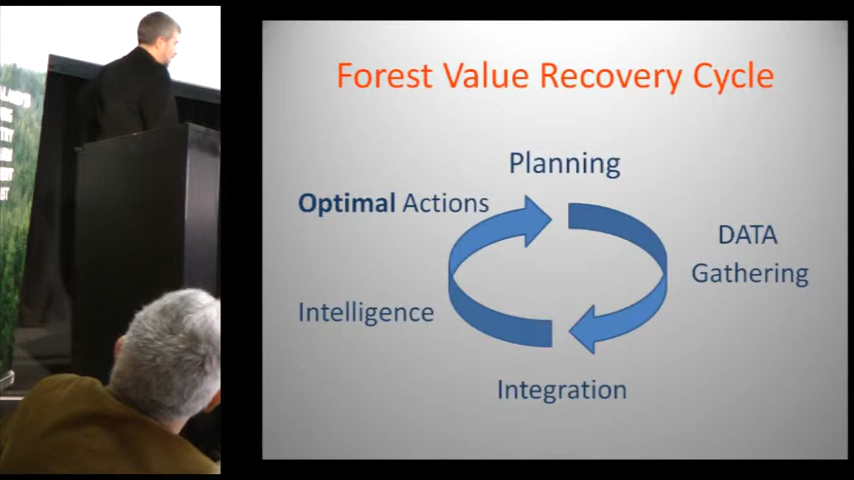 Forest Value Recovery Cycle
Planning
Optimal Actions
DATA
Gathering
Intelligence
Integration